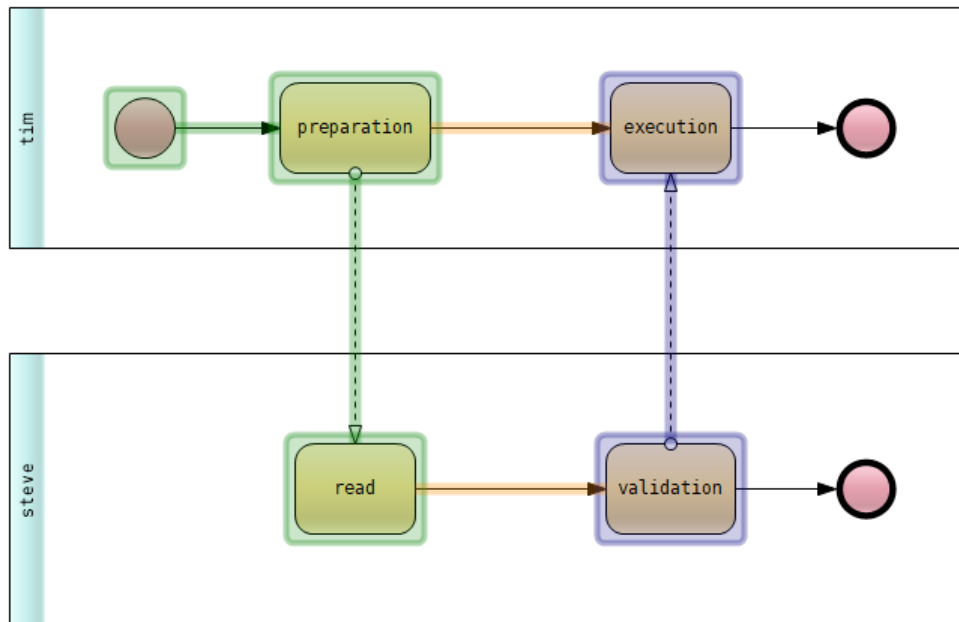 tim
preparation
execution
steve
read
validation